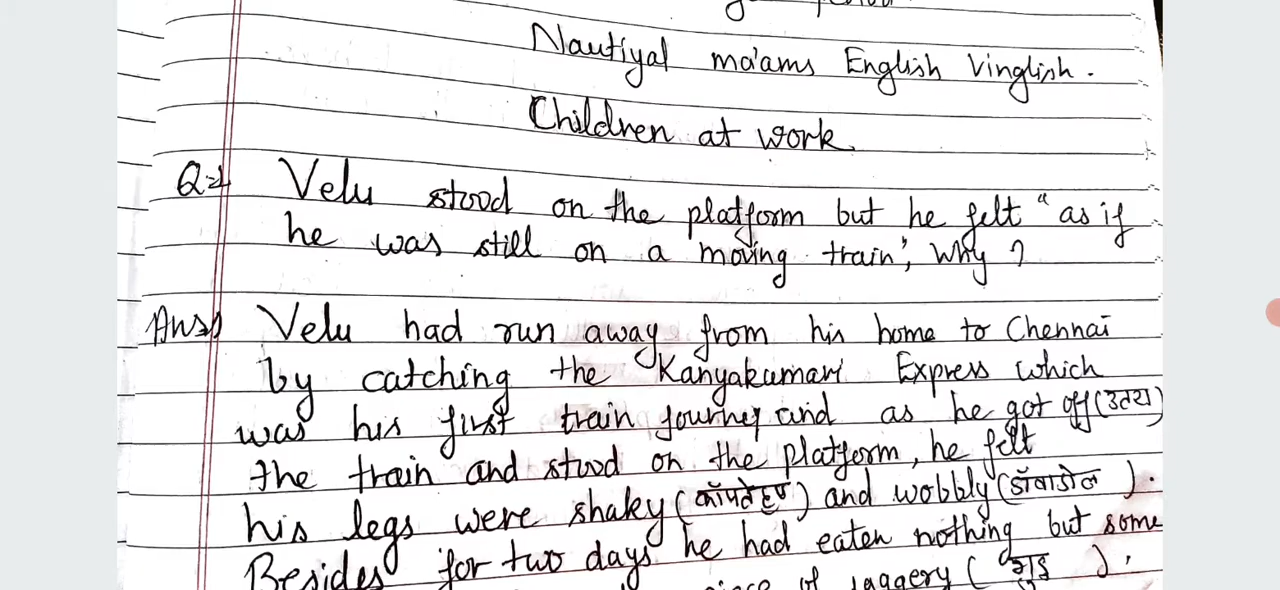 Nautiyal ma'ams English Vinglish.
Children at work.
Q1 Velu stood on the platform but he felt "as if
he was still on a moving train", Why ?
Ans) Velu had run away from his home to Chennai
by catching the Kanyakumari Express which
was his first train journey and as he got off (उतरा)
the train and stood on the platform, he felt
his legs were shaky (काँपते हुए) and wobbly (डाँवाडोल ).
Besides for two days he had eaten nothing but some
piece of jaggery ( गुड़ ).